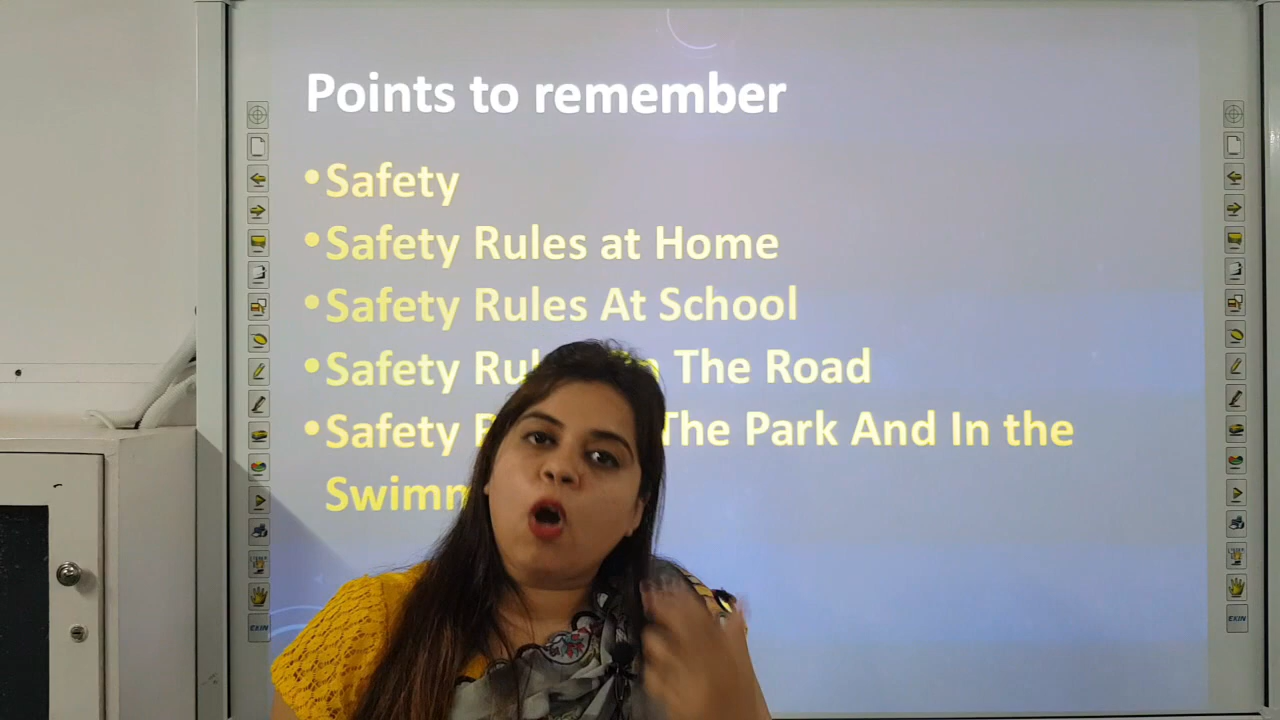 Points to remember
•Safety
•Safety Rules at Home
•Safety Rules At School
•Safety The Road
•Safety The Park And In the
EKIN